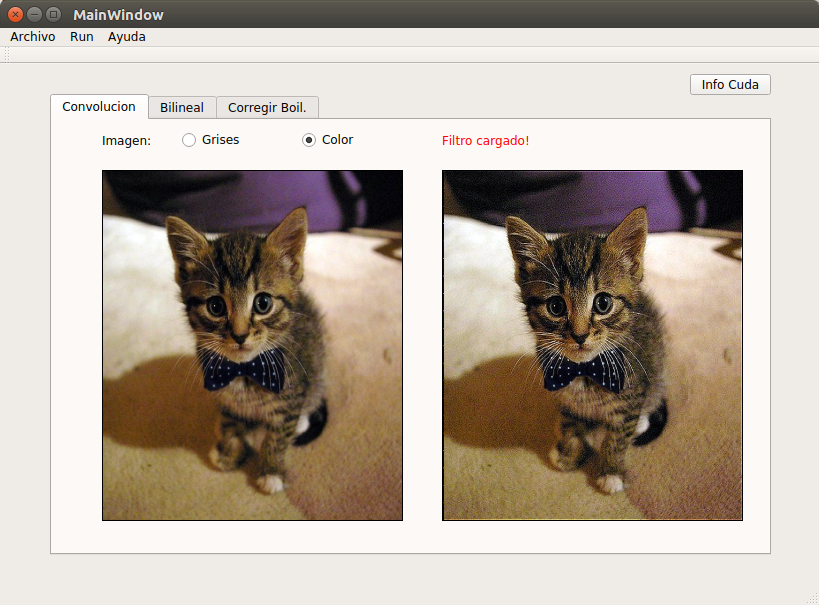 MainWindow
Archivo Run Ayuda
Info Cuda
Convolucion Bilineal Corregir Boil.
Imagen: Grises Color Filtro cargado!